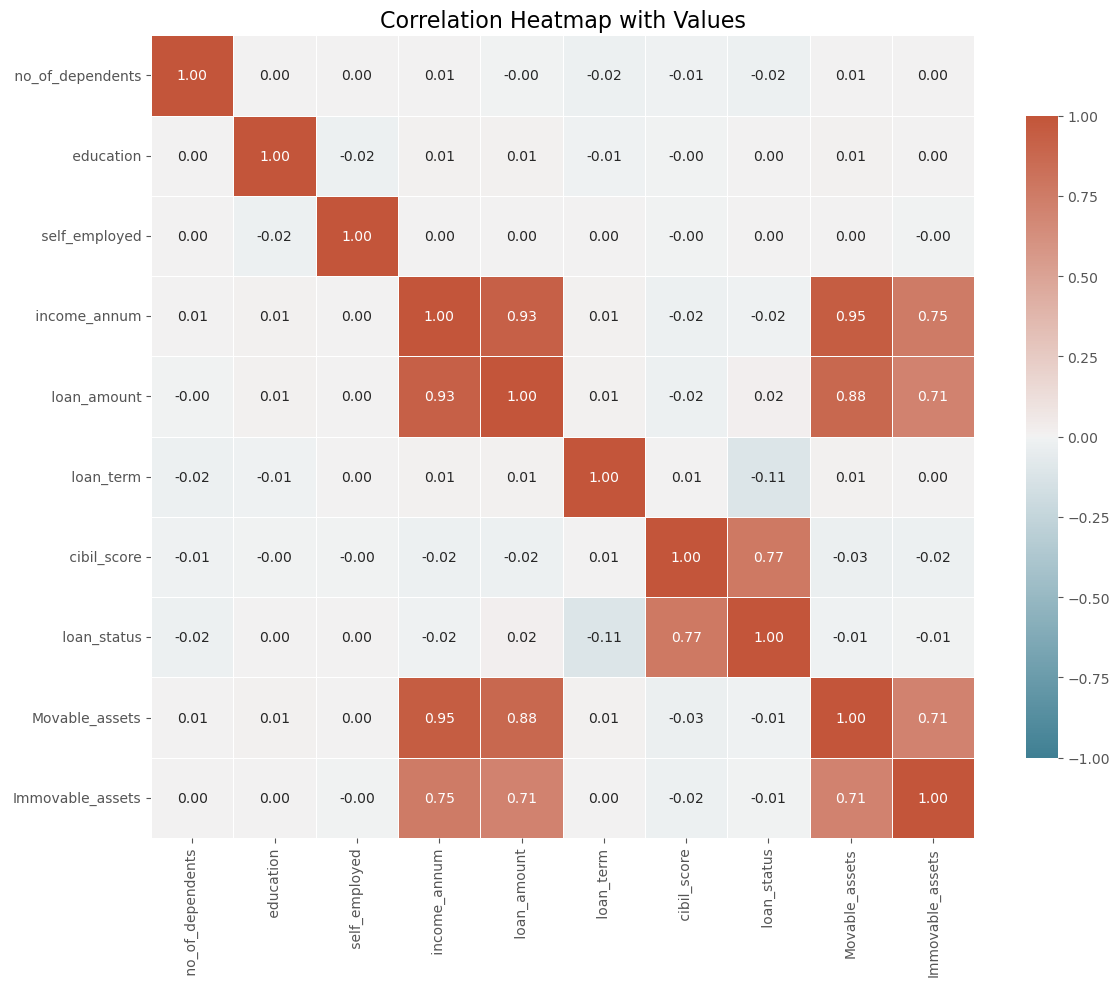 Correlation Heatmap with Values
no_of_dependents 1.00 0.00 0.00 0.01 -0.00 -0.02 -0.01 -0.02 0.01 0.00
education 0.00 1.00 -0.02 0.01 0.01 -0.01 -0.00 0.00 0.01 0.00
self_employed 0.00 -0.02 1.00 0.00 0.00 0.00 -0.00 0.00 0.00 -0.00
income_annum 0.01 0.01 0.00 1.00 0.93 0.01 -0.02 -0.02 0.95 0.75
loan_amount -0.00 0.01 0.00 0.93 1.00 0.01 -0.02 0.02 0.88 0.71
loan_term -0.02 -0.01 0.00 0.01 0.01 1.00 0.01 -0.11 0.01 0.00
cibil_score -0.01 -0.00 -0.00 -0.02 -0.02 0.01 1.00 0.77 -0.03 -0.02
loan_status -0.02 0.00 0.00 -0.02 0.02 -0.11 0.77 1.00 -0.01 -0.01
Movable_assets 0.01 0.01 0.00 0.95 0.88 0.01 -0.03 -0.01 1.00 0.71
Immovable_assets 0.00 0.00 -0.00 0.75 0.71 0.00 -0.02 -0.01 0.71 1.00
no_of_dependents
education
self_employed
income_annum
loan_amount
loan_term
cibil_score
loan_status
Movable_assets
Immovable_assets
1.00
0.75
0.50
0.25
0.00
−0.25
−0.50
−0.75
−1.00